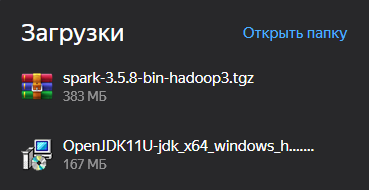 Загрузки
Открыть папку
spark-3.5.8-bin-hadoop3.tgz
383 МБ
OpenJDK11U-jdk_x64_windows_h.......
167 МБ